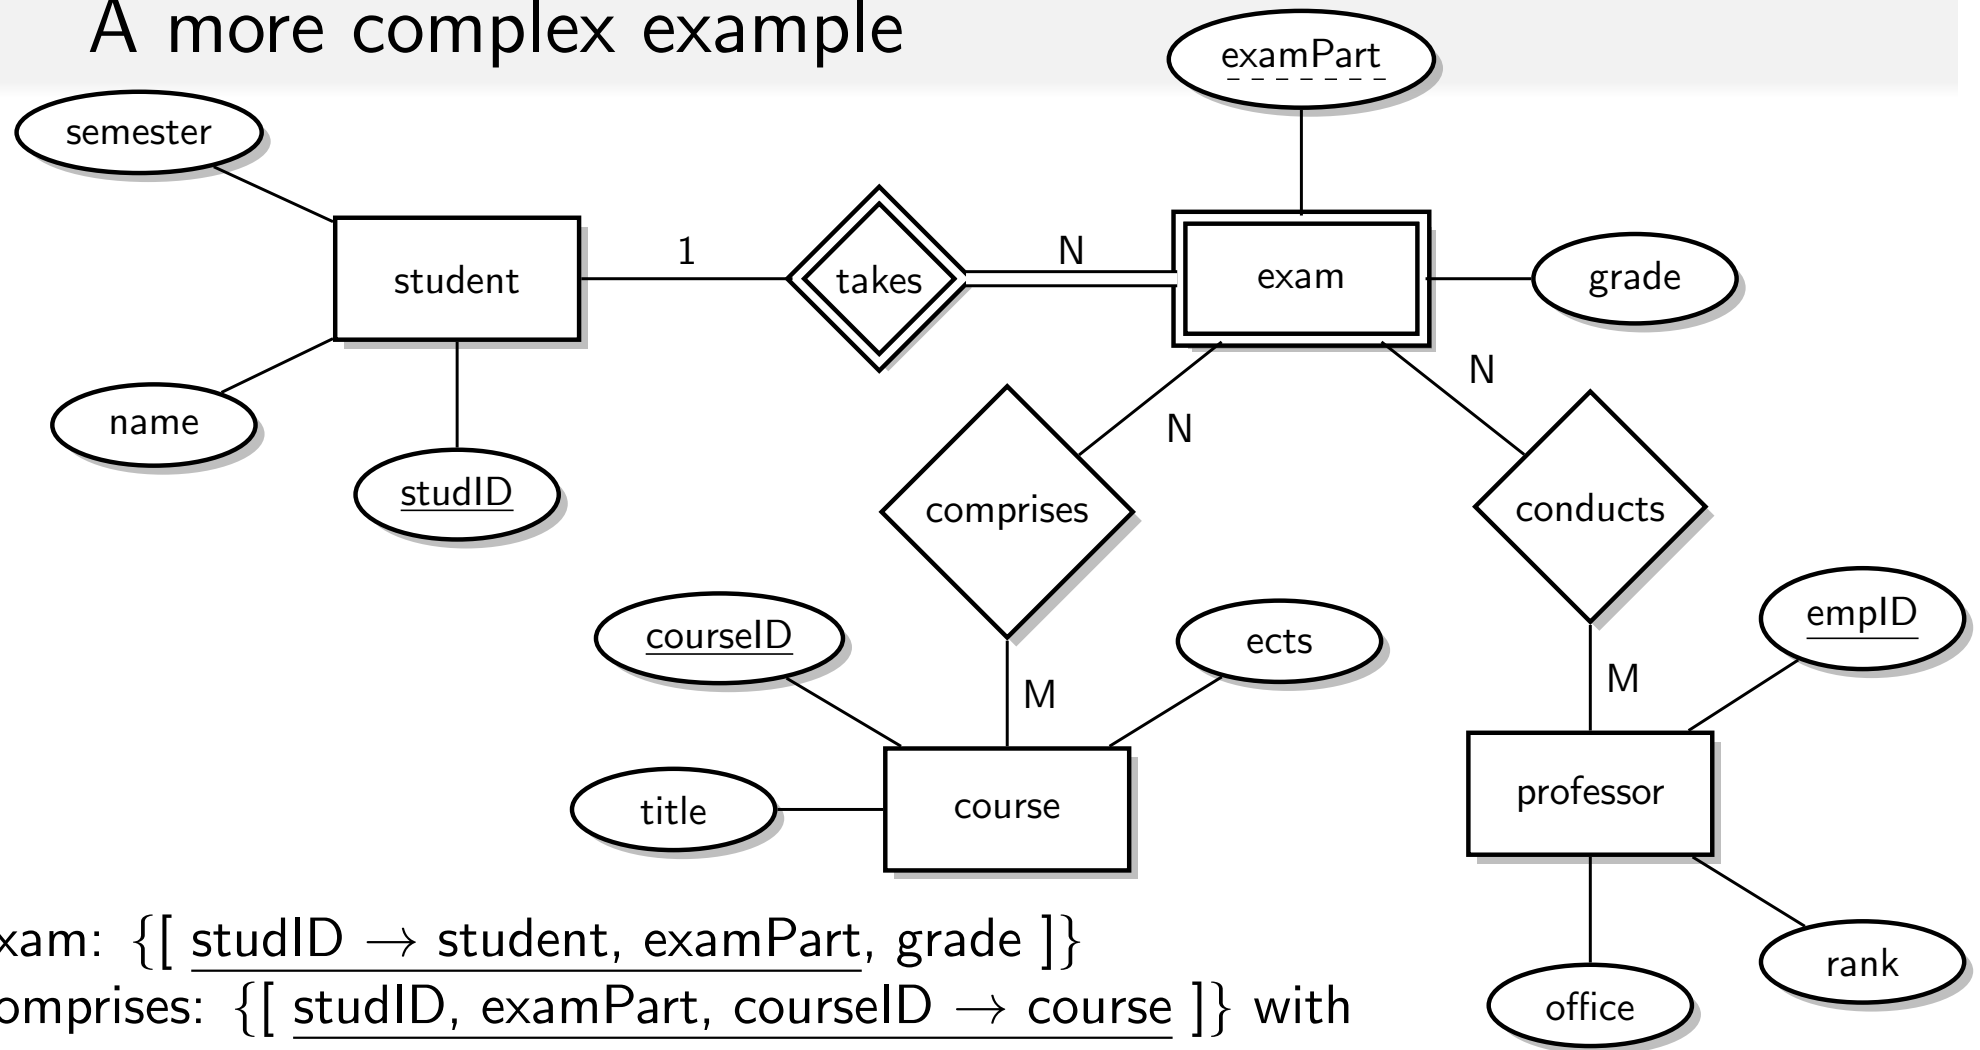 A more complex example
examPart
semester
student
1
takes
N
exam
grade
name
studID
N
N
comprises
conducts
courseID
ects
empID
M
M
title
course
professor
xam: {[ studID → student, examPart, grade ]}
omprises: {[ studID, examPart, courseID → course ]} with
office
rank